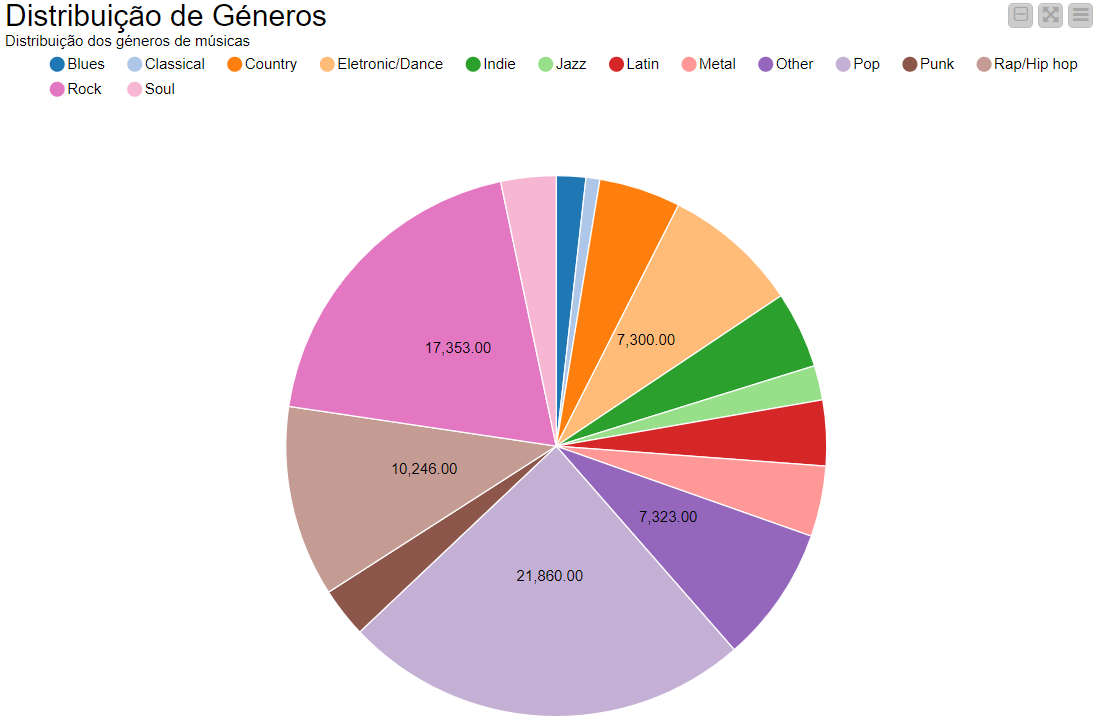 Distribuição de Géneros
Distribuição dos géneros de músicas
Blues Classical Country Eletronic/Dance Indie Jazz Latin Metal Other Pop Punk Rap/Hip hop
Rock Soul
7,300.00
17,353.00
10,246.00
7,323.00
21,860.00